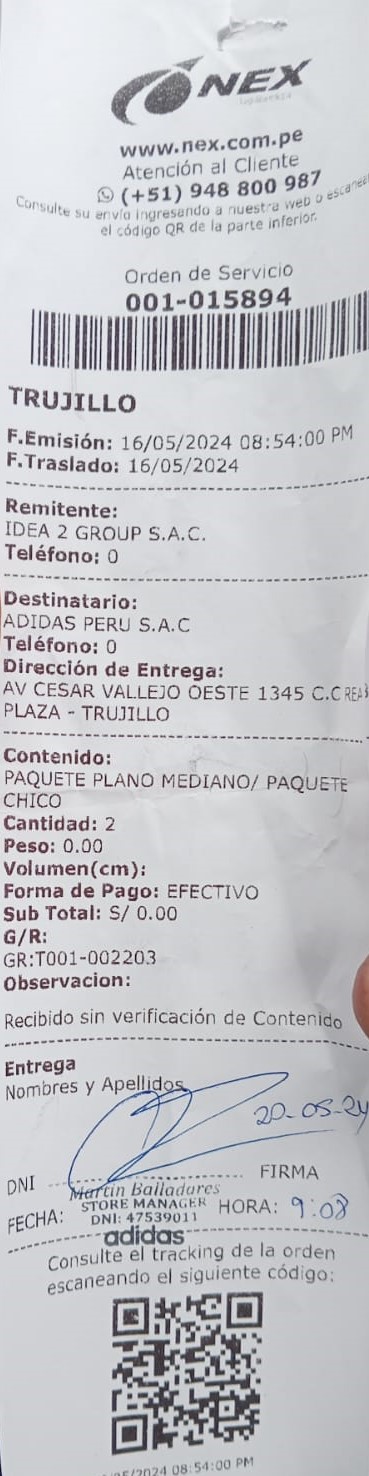 NEX
www.nex.com.pe
Atención al Cliente
(+51) 948 800 987
Consulte su envío ingresando a nuestra web o escanee
el código QR de la parte inferior.
Orden de Servicio
001-015894
TRUJILLO
F.Emisión: 16/05/2024 08:54:00 PM
F.Traslado: 16/05/2024
Remitente:
IDEA 2 GROUP S.A.C.
Teléfono: 0
Destinatario:
ADIDAS PERU S.A.C
Teléfono: 0
Dirección de Entrega:
AV CESAR VALLEJO OESTE 1345 C.C REA
PLAZA - TRUJILLO
Contenido:
PAQUETE PLANO MEDIANO/ PAQUETE
CHICO
Cantidad: 2
Peso: 0.00
Volumen(cm):
Forma de Pago: EFECTIVO
Sub Total: S/ 0.00
G/R:
GR:T001-002203
Observacion:
Recibido sin verificación de Contenido
Entrega
Nombres y Apellidos
20-05-24
DNI FIRMA
Martin Balladares
STORE MANAGER
FECHA: DNI: 47539011 HORA: 9:08
adidas
Consulte el tracking de la orden
escaneando el siguiente código:
/2024 08:54:00 PM